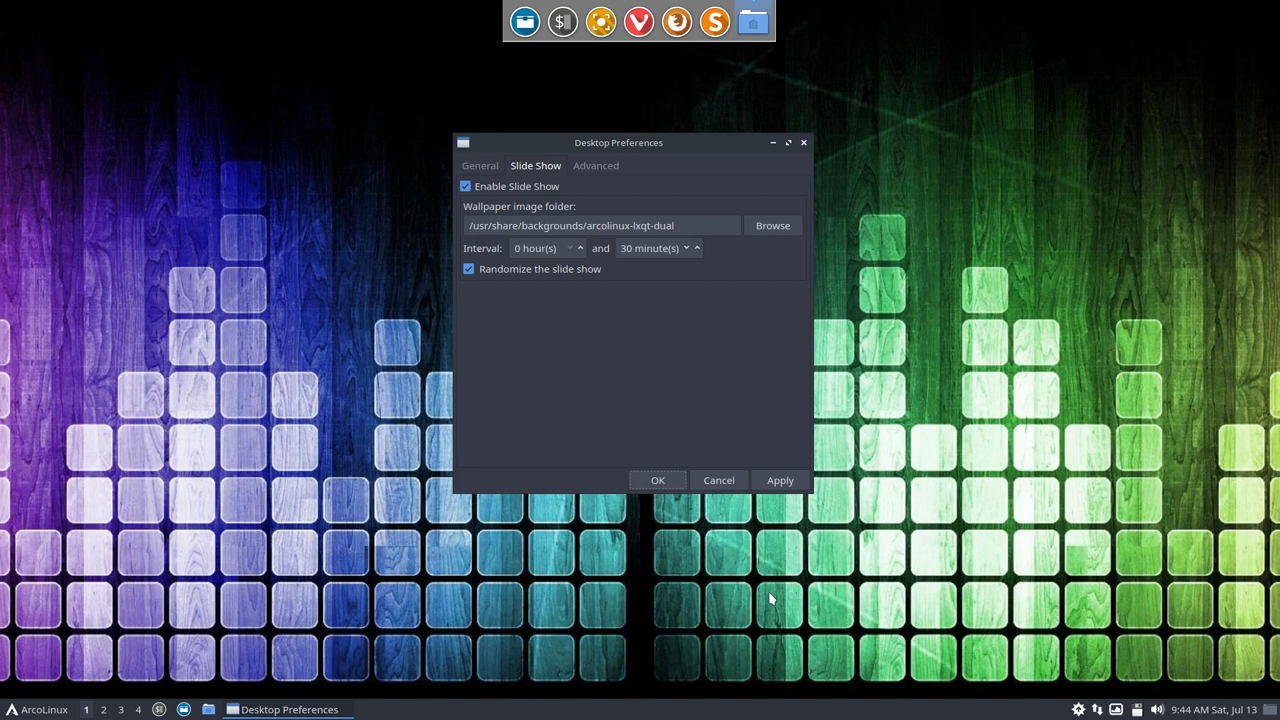 Desktop Preferences
General Slide Show Advanced
Enable Slide Show
Wallpaper image folder:
/usr/share/backgrounds/arcolinux-lxqt-dual Browse
Interval: 0 hour(s) and 30 minute(s)
Randomize the slide show
OK Cancel Apply
ArcoLinux 1 2 3 4 Desktop Preferences 9:44 AM Sat, Jul 13